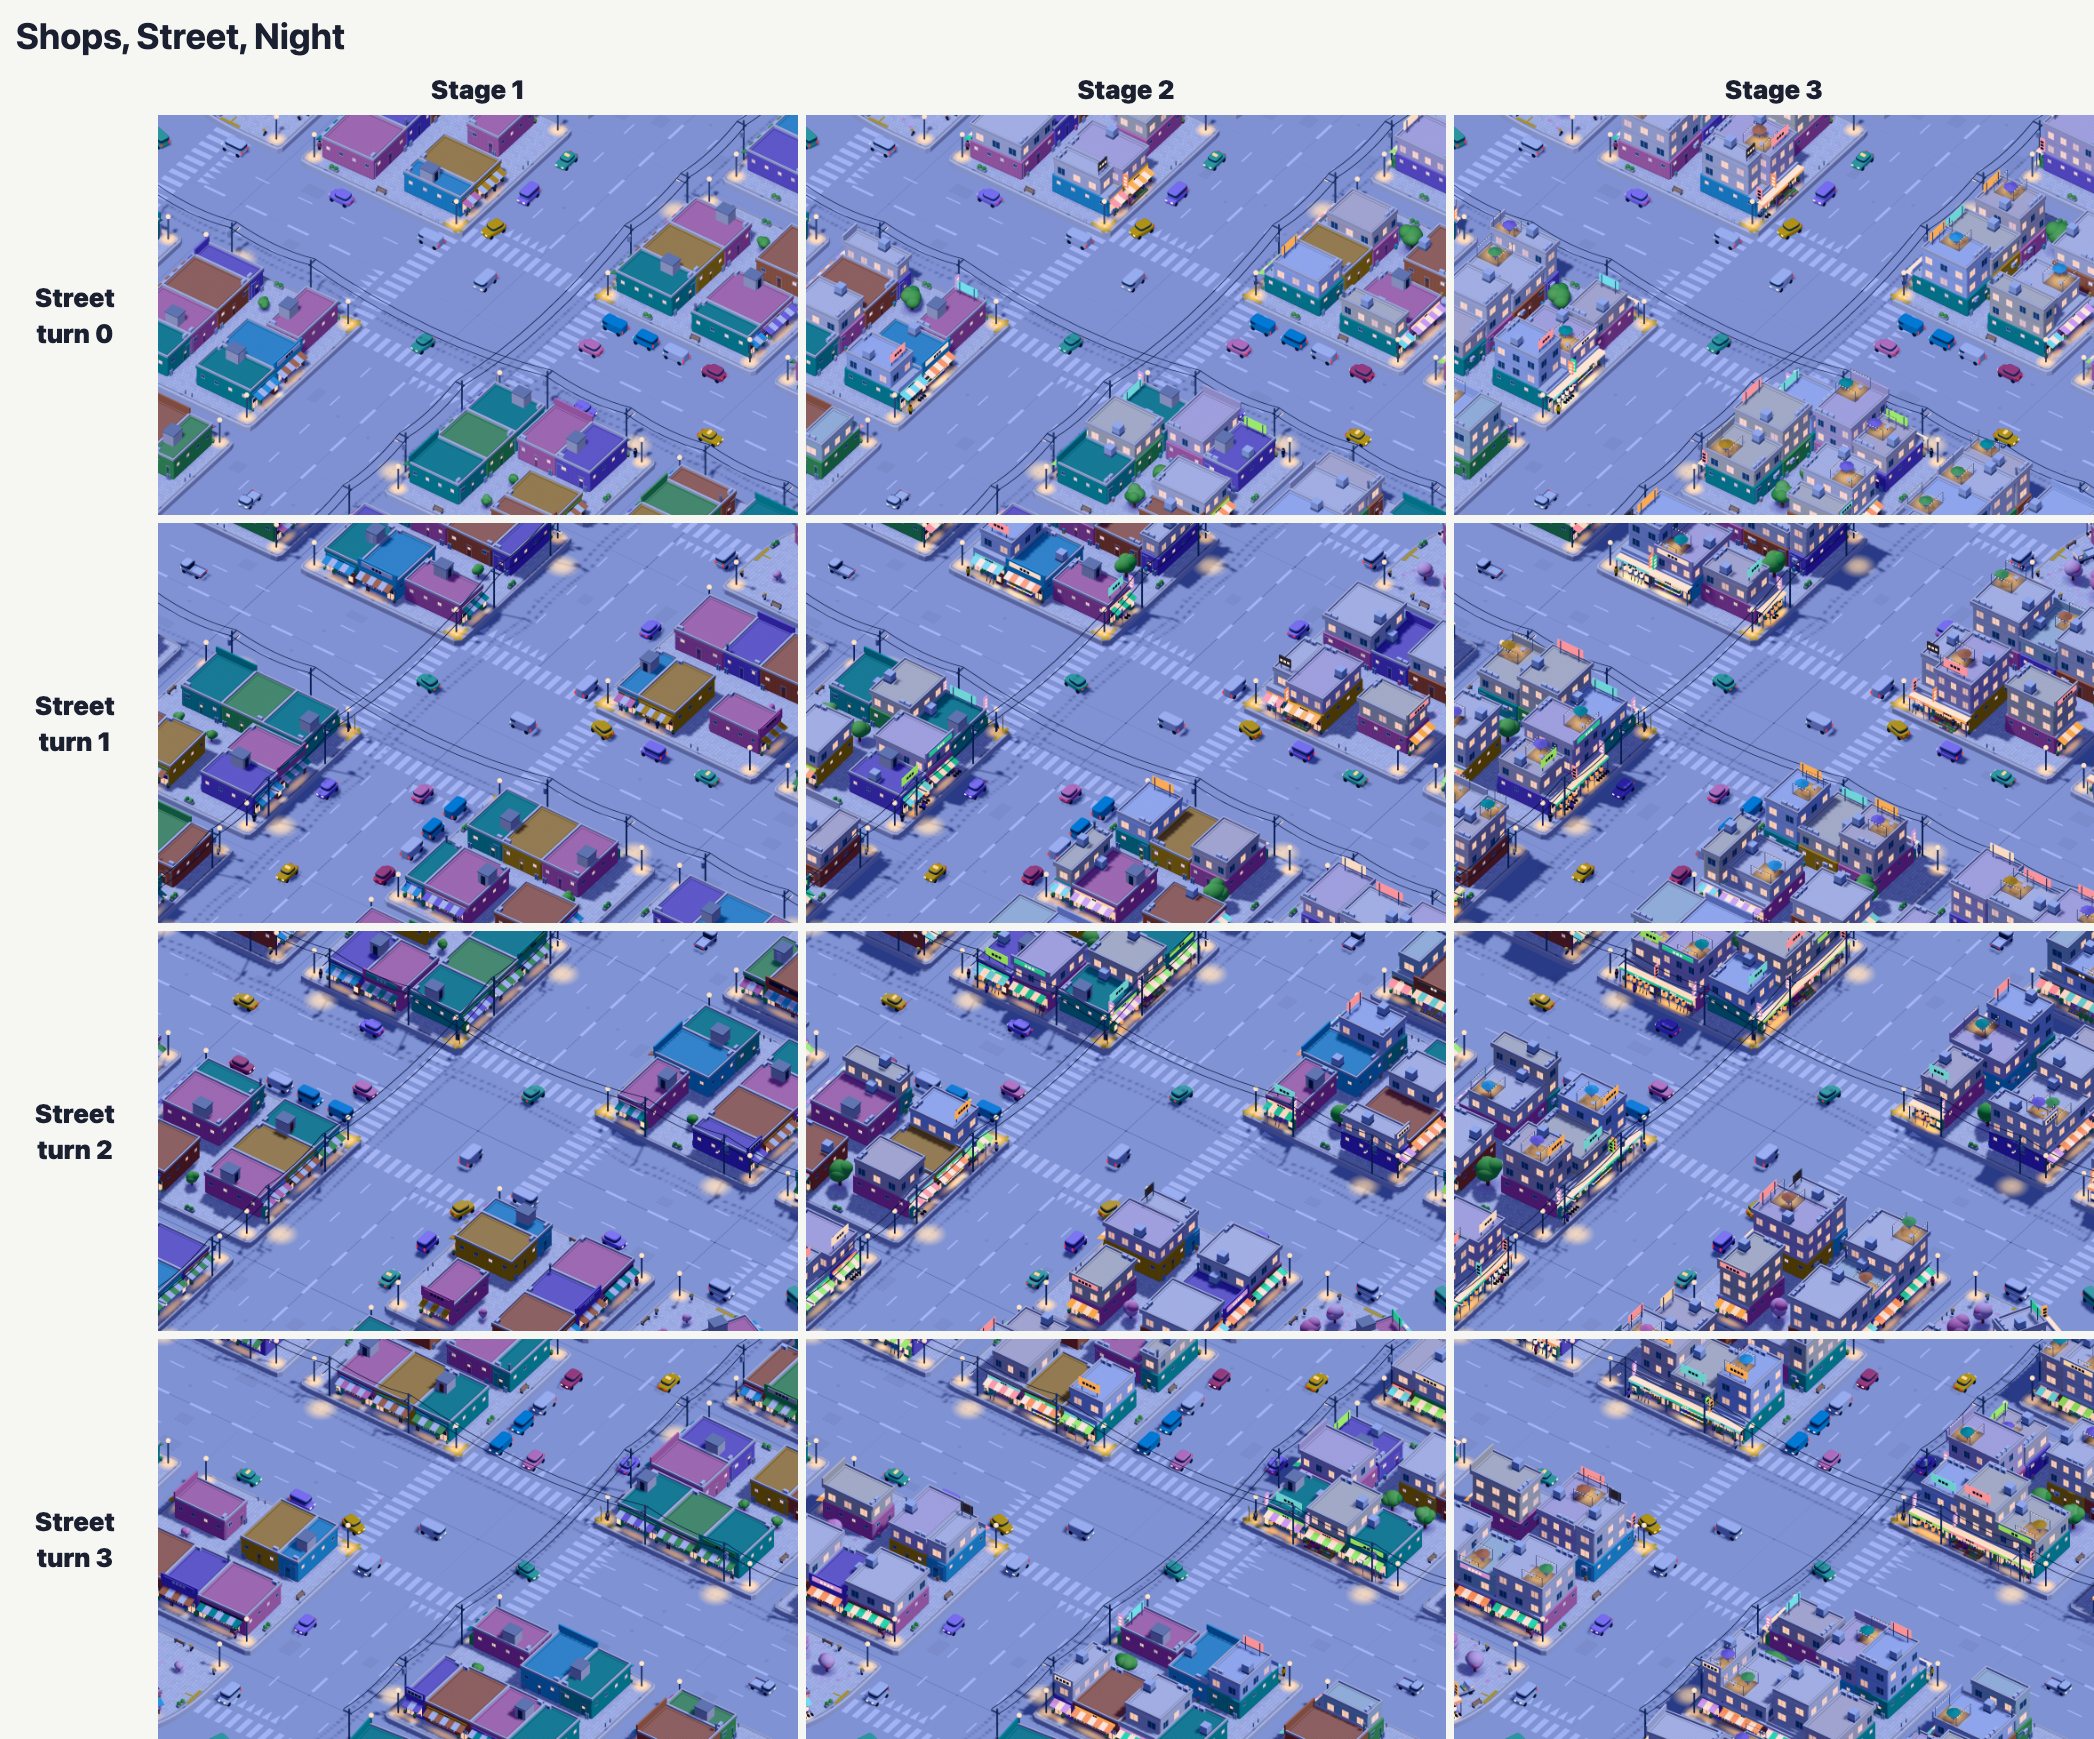 Shops, Street, Night
Stage 1
Stage 2
Stage 3
Street
turn 0
Street
turn 1
Street
turn 2
Street
turn 3